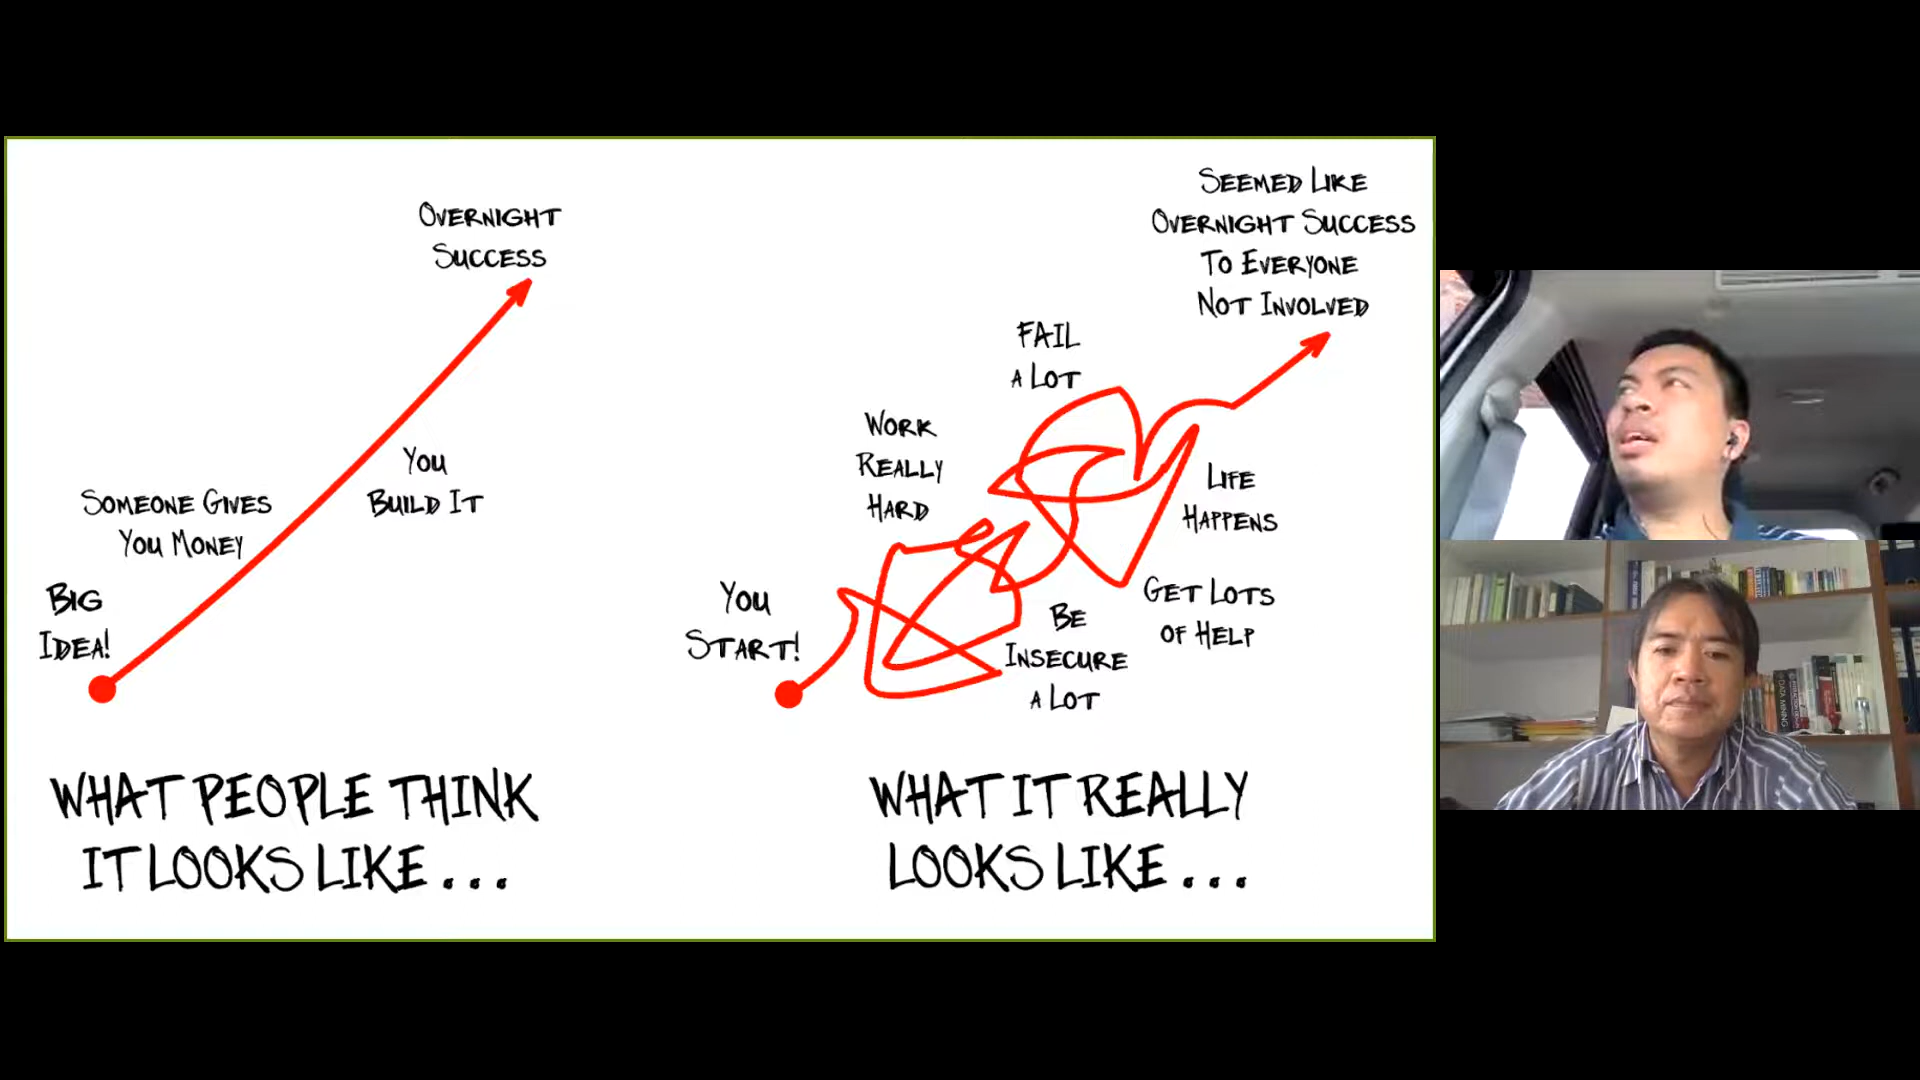 OVERNIGHT
SUCCESS
YOU
BUILD IT
SOMEONE GIVES
YOU MONEY
BIG
IDEA!
WHAT PEOPLE THINK
IT LOOKS LIKE...
SEEMED LIKE
OVERNIGHT SUCCESS
TO EVERYONE
NOT INVOLVED
FAIL
A LOT
WORK
REALLY
HARD
LIFE
HAPPENS
GET LOTS
OF HELP
YOU
START!
BE
INSECURE
A LOT
WHAT IT REALLY
LOOKS LIKE...
DATA MINING